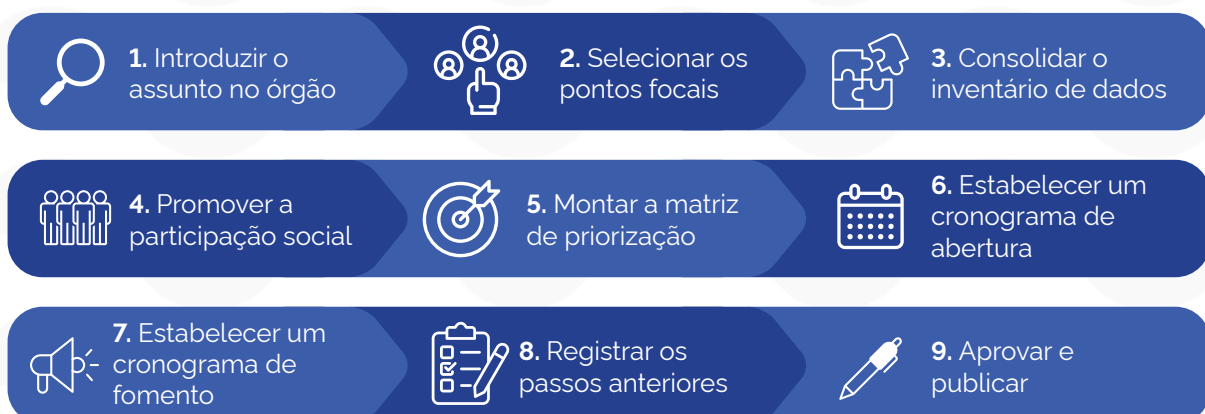 1. Introduzir o
assunto no órgão
2. Selecionar os
pontos focais
3. Consolidar o
inventário de dados
4. Promover a
participação social
5. Montar a matriz
de priorização
6. Estabelecer um
cronograma de
abertura
7. Estabelecer um
cronograma de
fomento
8. Registrar os
passos anteriores
9. Aprovar e
publicar